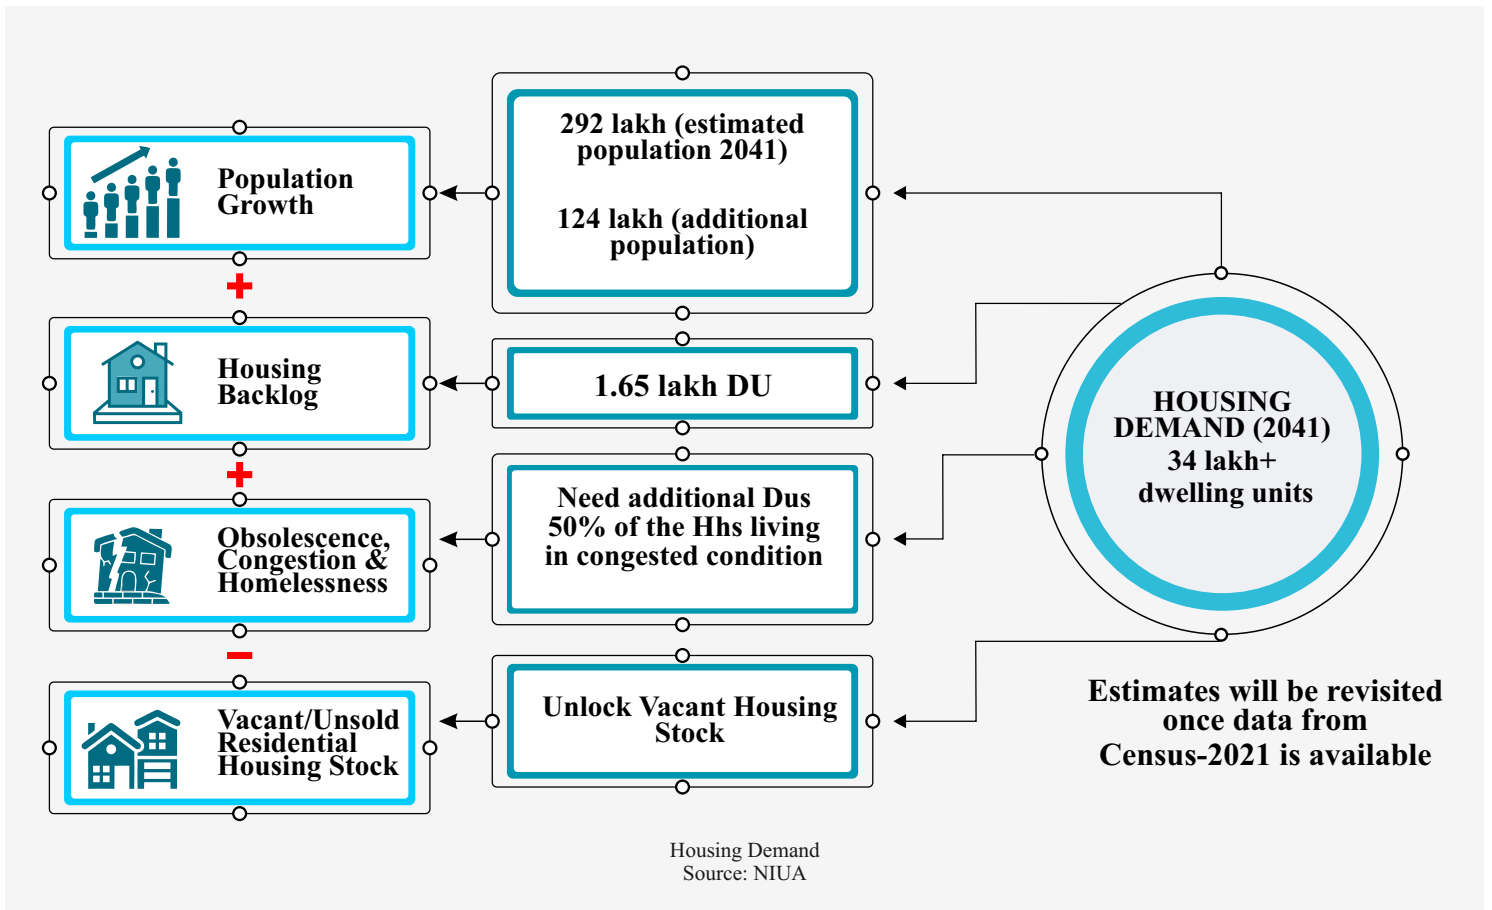 Population
Growth
292 lakh (estimated
population 2041)
124 lakh (additional
population)
+
Housing
Backlog
1.65 lakh DU
+
Obsolescence,
Congestion &
Homelessness
Need additional Dus
50% of the Hhs living
in congested condition
−
Vacant/Unsold
Residential
Housing Stock
Unlock Vacant Housing
Stock
HOUSING
DEMAND (2041)
34 lakh+
dwelling units
Estimates will be revisited
once data from
Census-2021 is available
Housing Demand
Source: NIUA